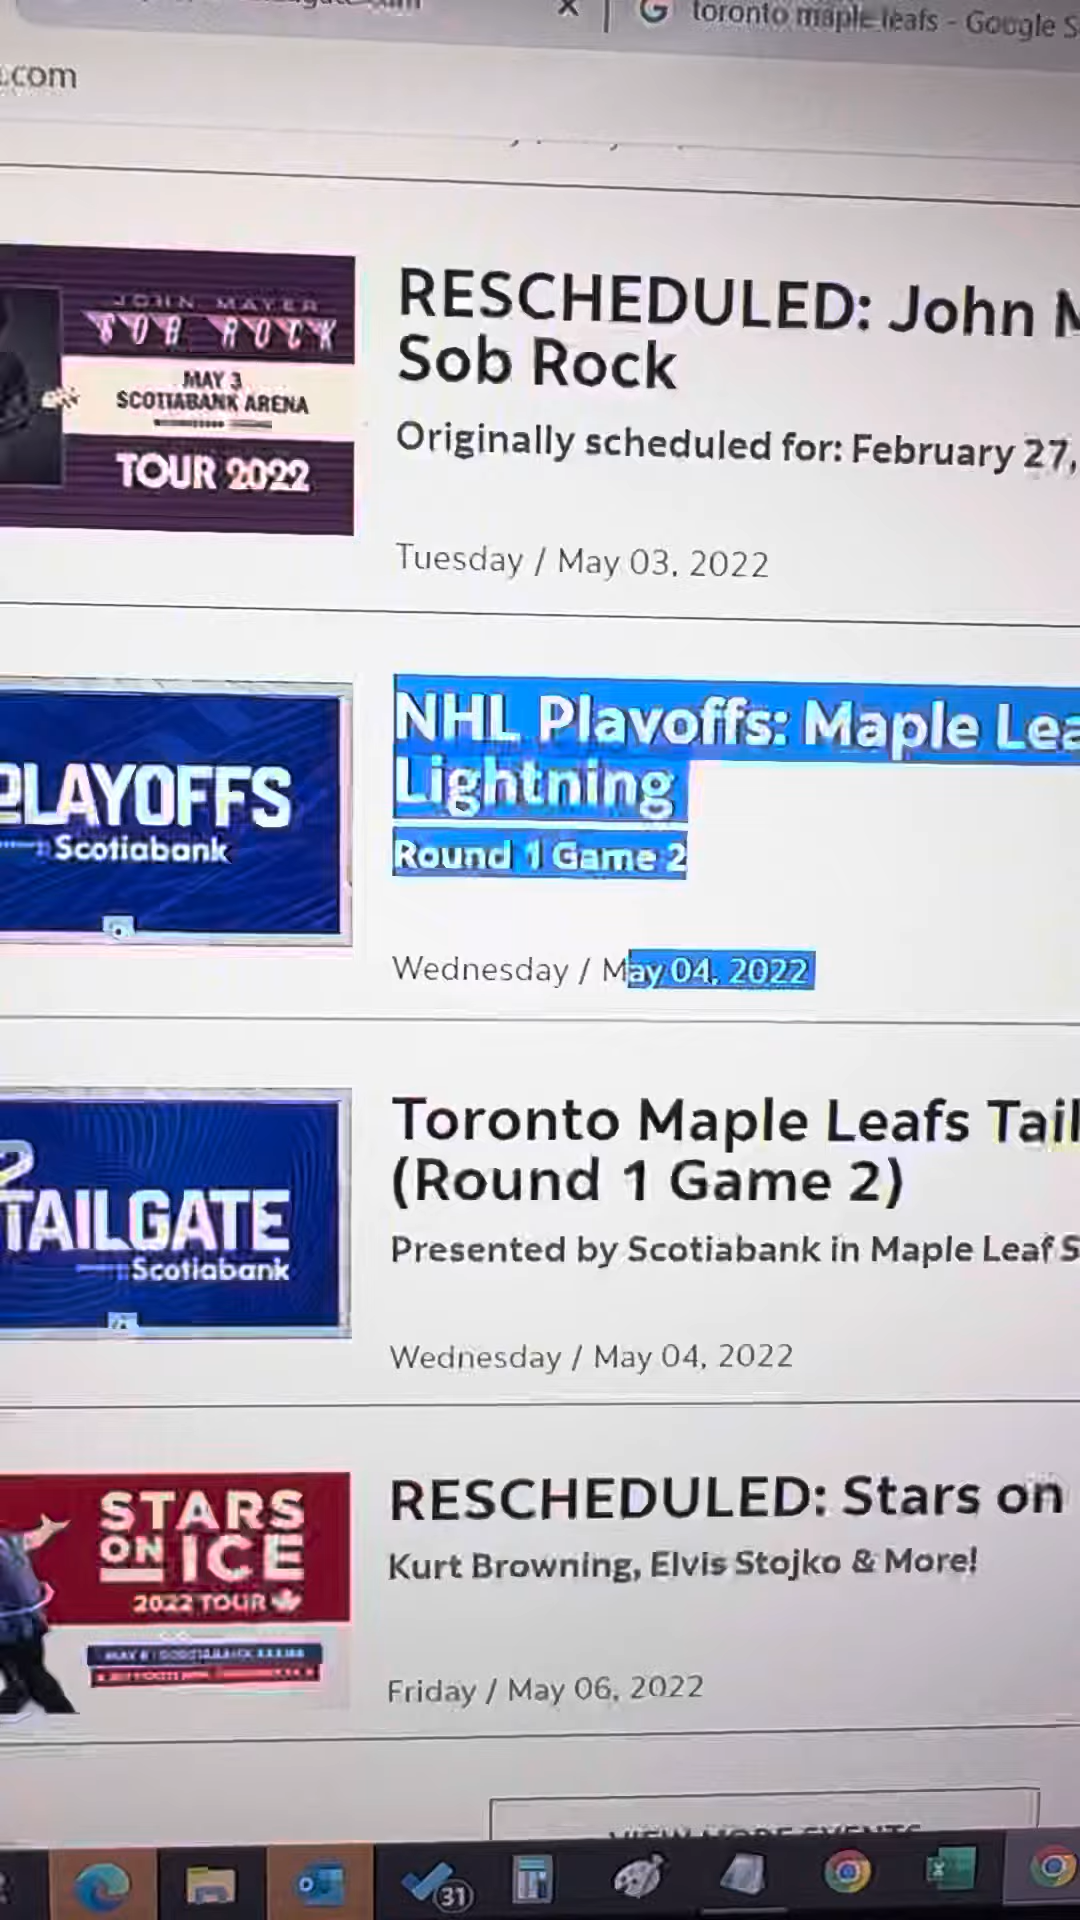 toronto maple leafs - Google S
.com
JOHN MAYER
SOB ROCK
MAY 3
SCOTIABANK ARENA
TOUR 2022
RESCHEDULED: John M
Sob Rock
Originally scheduled for: February 27,
Tuesday / May 03, 2022
PLAYOFFS
Scotiabank
NHL Playoffs: Maple Lea
Lightning
Round 1 Game 2
Wednesday / May 04, 2022
TAILGATE
Scotiabank
Toronto Maple Leafs Tail
(Round 1 Game 2)
Presented by Scotiabank in Maple Leaf S
Wednesday / May 04, 2022
STARS
ON ICE
2022 TOUR
RESCHEDULED: Stars on
Kurt Browning, Elvis Stojko & More!
Friday / May 06, 2022
VIEW MORE EVENTS
31